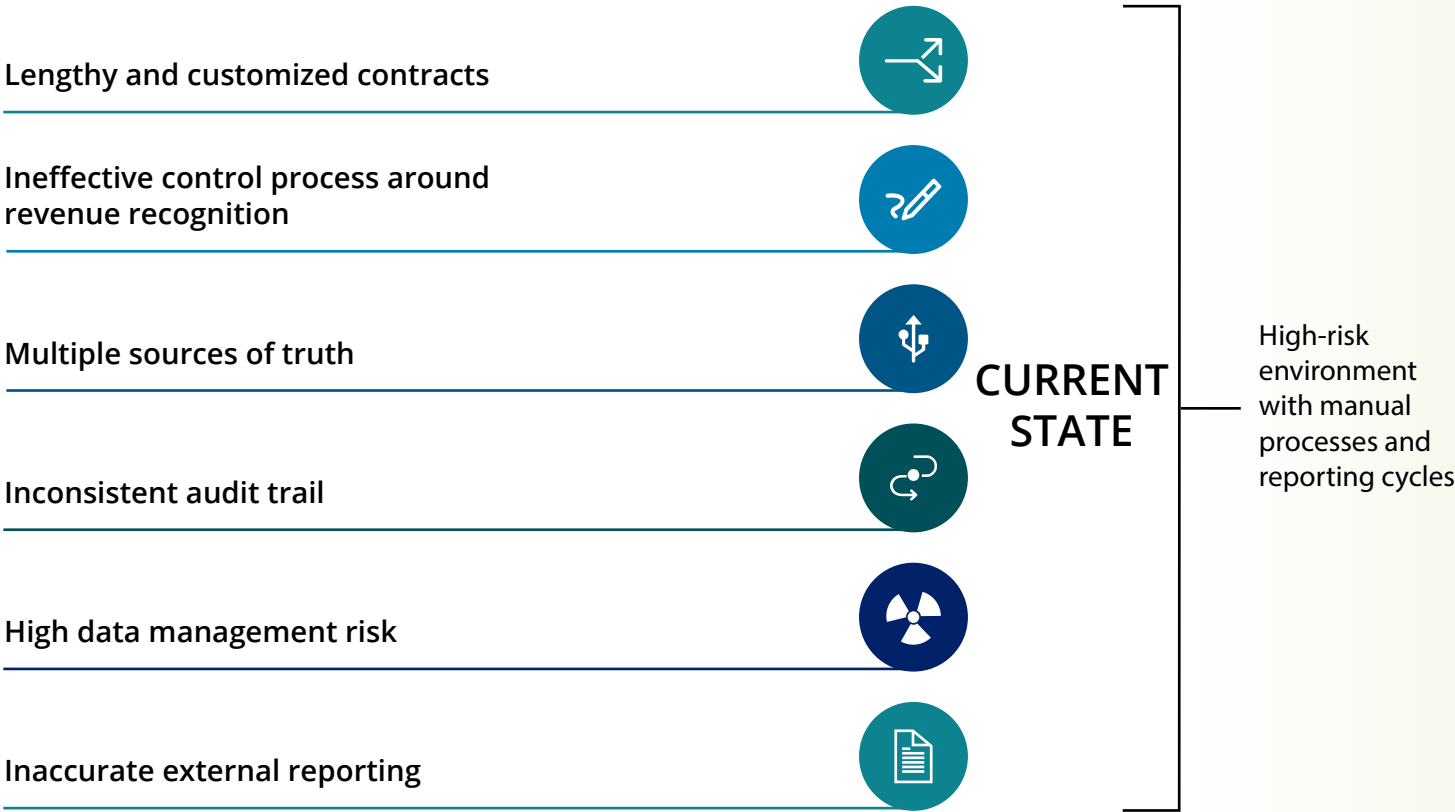 Lengthy and customized contracts
Ineffective control process around
revenue recognition
Multiple sources of truth
Inconsistent audit trail
High data management risk
Inaccurate external reporting
CURRENT
STATE
High-risk
environment
with manual
processes and
reporting cycles